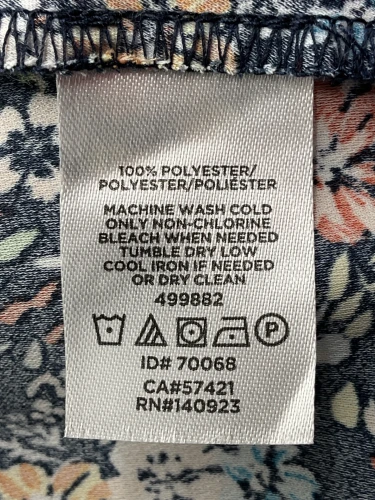 100% POLYESTER/
POLYESTER/POLIÉSTER
MACHINE WASH COLD
ONLY NON-CHLORINE
BLEACH WHEN NEEDED
TUMBLE DRY LOW
COOL IRON IF NEEDED
OR DRY CLEAN
499882
P
ID# 70068
CA#57421
RN#140923